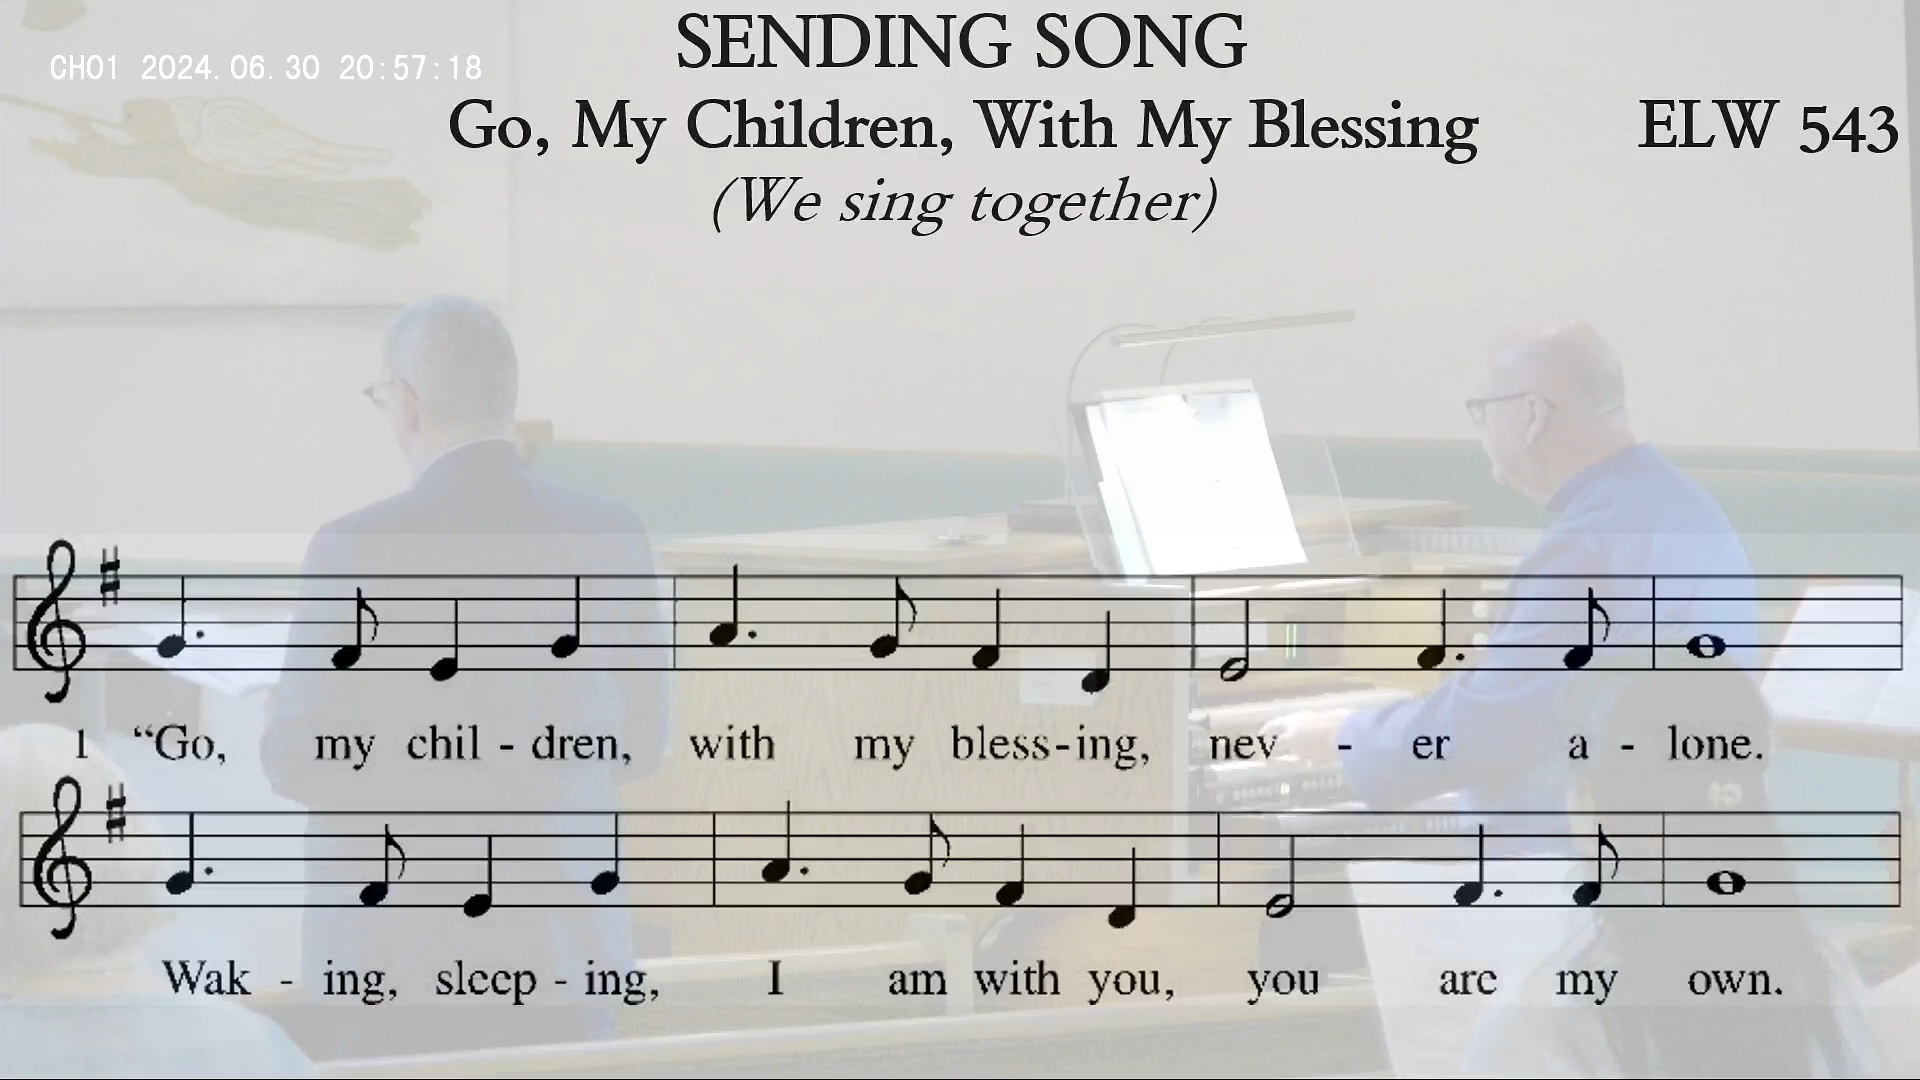 SENDING SONG
CH01 2024.06.30 20:57:18
Go, My Children, With My Blessing ELW 543
(We sing together)
1 “Go, my chil - dren, with my bless - ing, nev - er a - lone.
Wak - ing, sleep - ing, I am with you, you are my own.